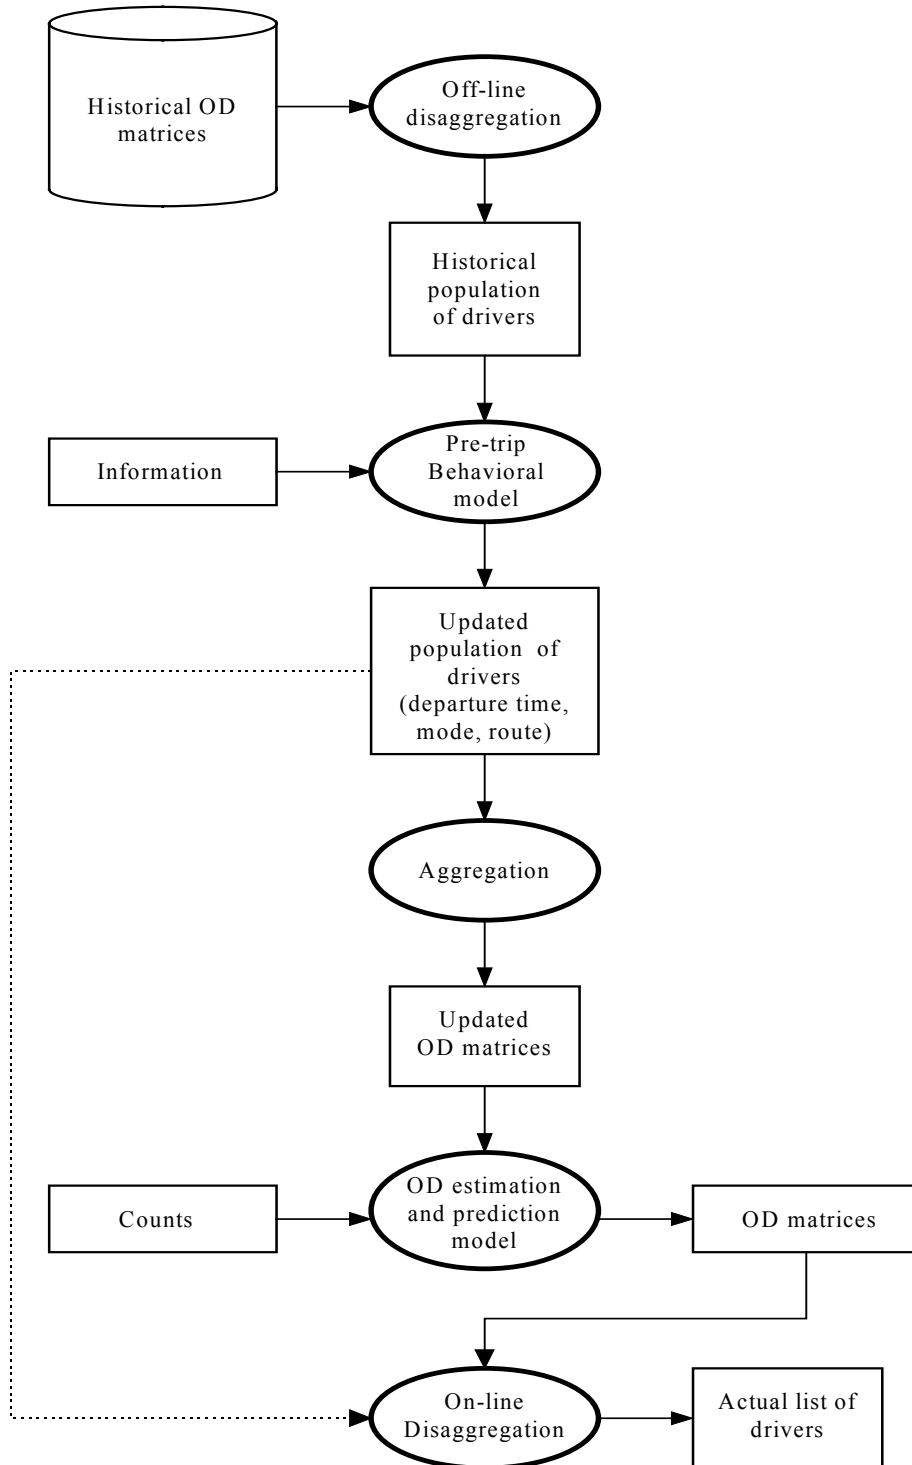 Historical OD
matrices
Off-line
disaggregation
Historical
population
of drivers
Information
Pre-trip
Behavioral
model
Updated
population of
drivers
(departure time,
mode, route)
Aggregation
Updated
OD matrices
Counts
OD estimation
and prediction
model
OD matrices
On-line
Disaggregation
Actual list of
drivers